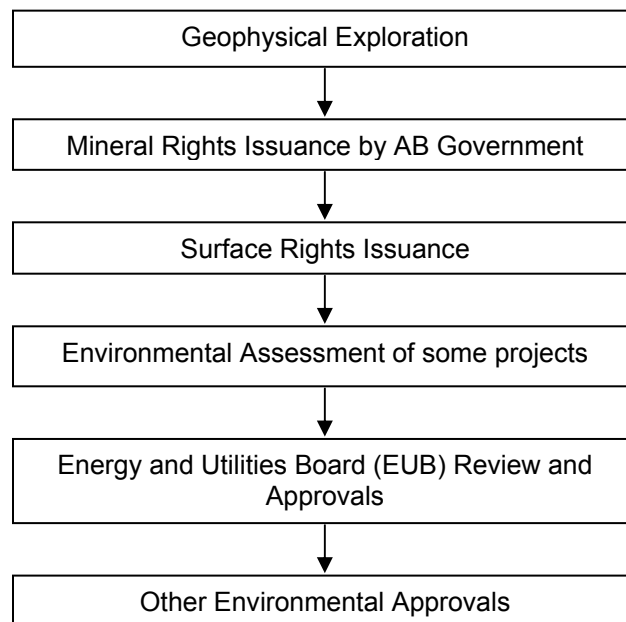 Geophysical Exploration
Mineral Rights Issuance by AB Government
Surface Rights Issuance
Environmental Assessment of some projects
Energy and Utilities Board (EUB) Review and
Approvals
Other Environmental Approvals